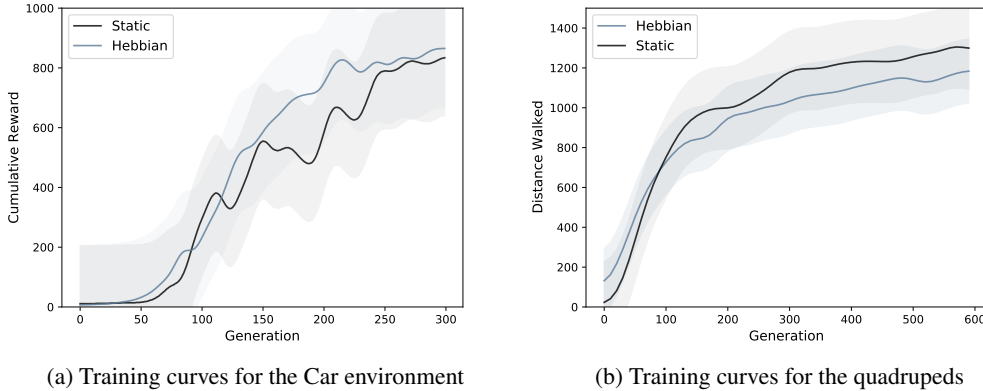 1000
800
600
400
200
0
Cumulative Reward
Static
Hebbian
0 50 100 150 200 250 300
Generation
(a) Training curves for the Car environment
1400
1200
1000
800
600
400
200
0
Distance Walked
Hebbian
Static
0 100 200 300 400 500 600
Generation
(b) Training curves for the quadrupeds